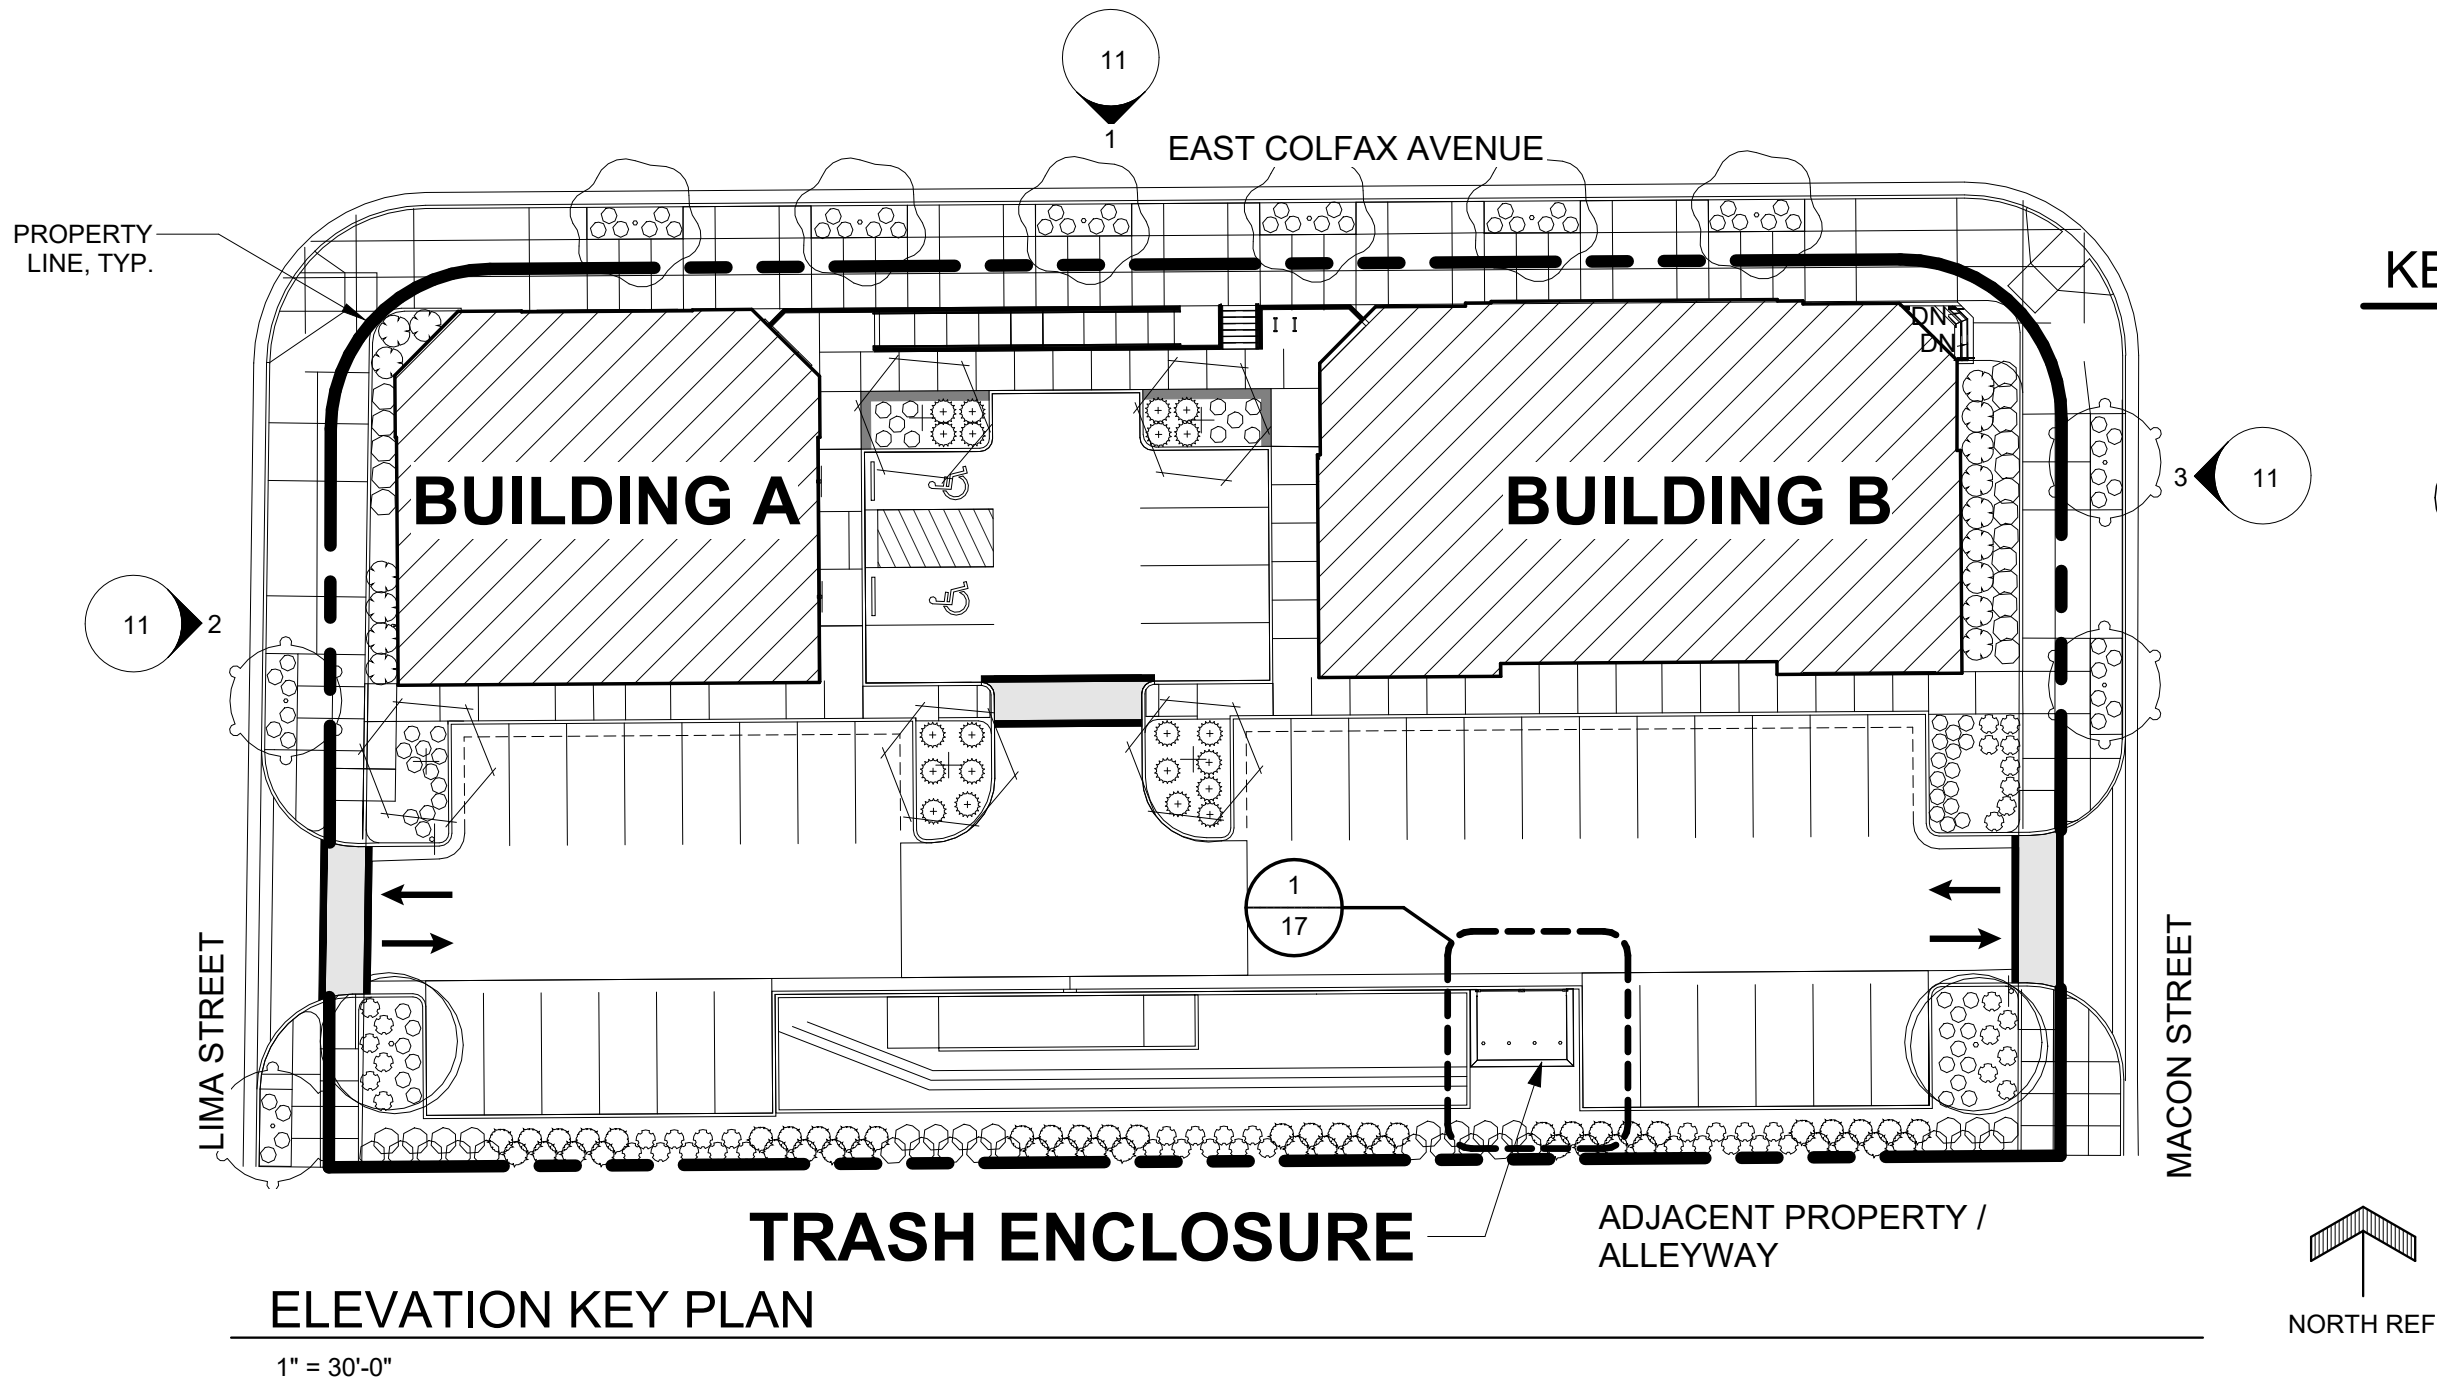 11
1
EAST COLFAX AVENUE
PROPERTY
LINE, TYP.
KE
DN
DN
BUILDING A
BUILDING B
3
11
11
2
1
17
LIMA STREET
MACON STREET
TRASH ENCLOSURE
ADJACENT PROPERTY /
ALLEYWAY
ELEVATION KEY PLAN
NORTH REF
1" = 30'-0"